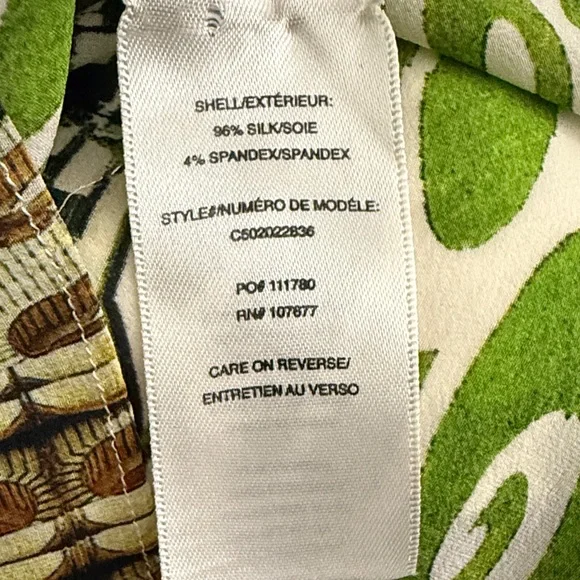 SHELL/EXTÉRIEUR:
96% SILK/SOIE
4% SPANDEX/SPANDEX
STYLE#/NUMÉRO DE MODÉLE:
C502022836
PO# 111780
RN# 107677
CARE ON REVERSE/
ENTRETIEN AU VERSO